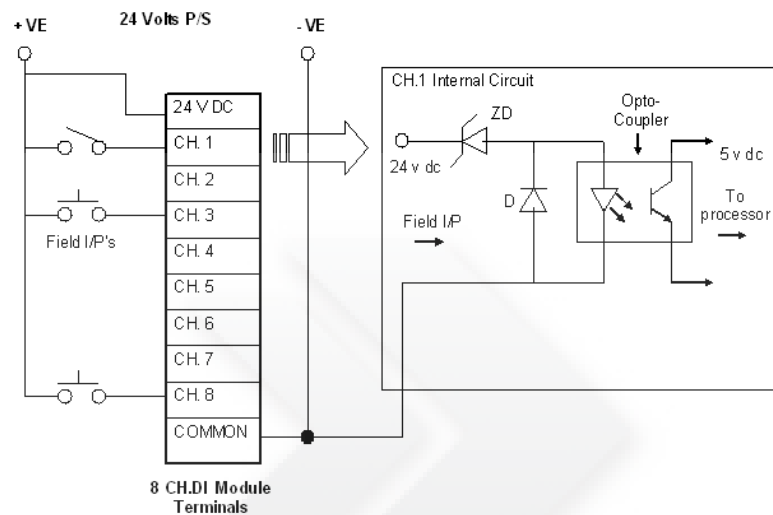 24 Volts P/S
+ VE
- VE
24 V DC
CH. 1
CH. 2
CH. 3
CH. 4
CH. 5
CH. 6
CH. 7
CH. 8
COMMON
Field I/P's
8 CH.DI Module
Terminals
CH.1 Internal Circuit
ZD
Opto-
Coupler
24 v dc
5 v dc
D
Field I/P
To
processor